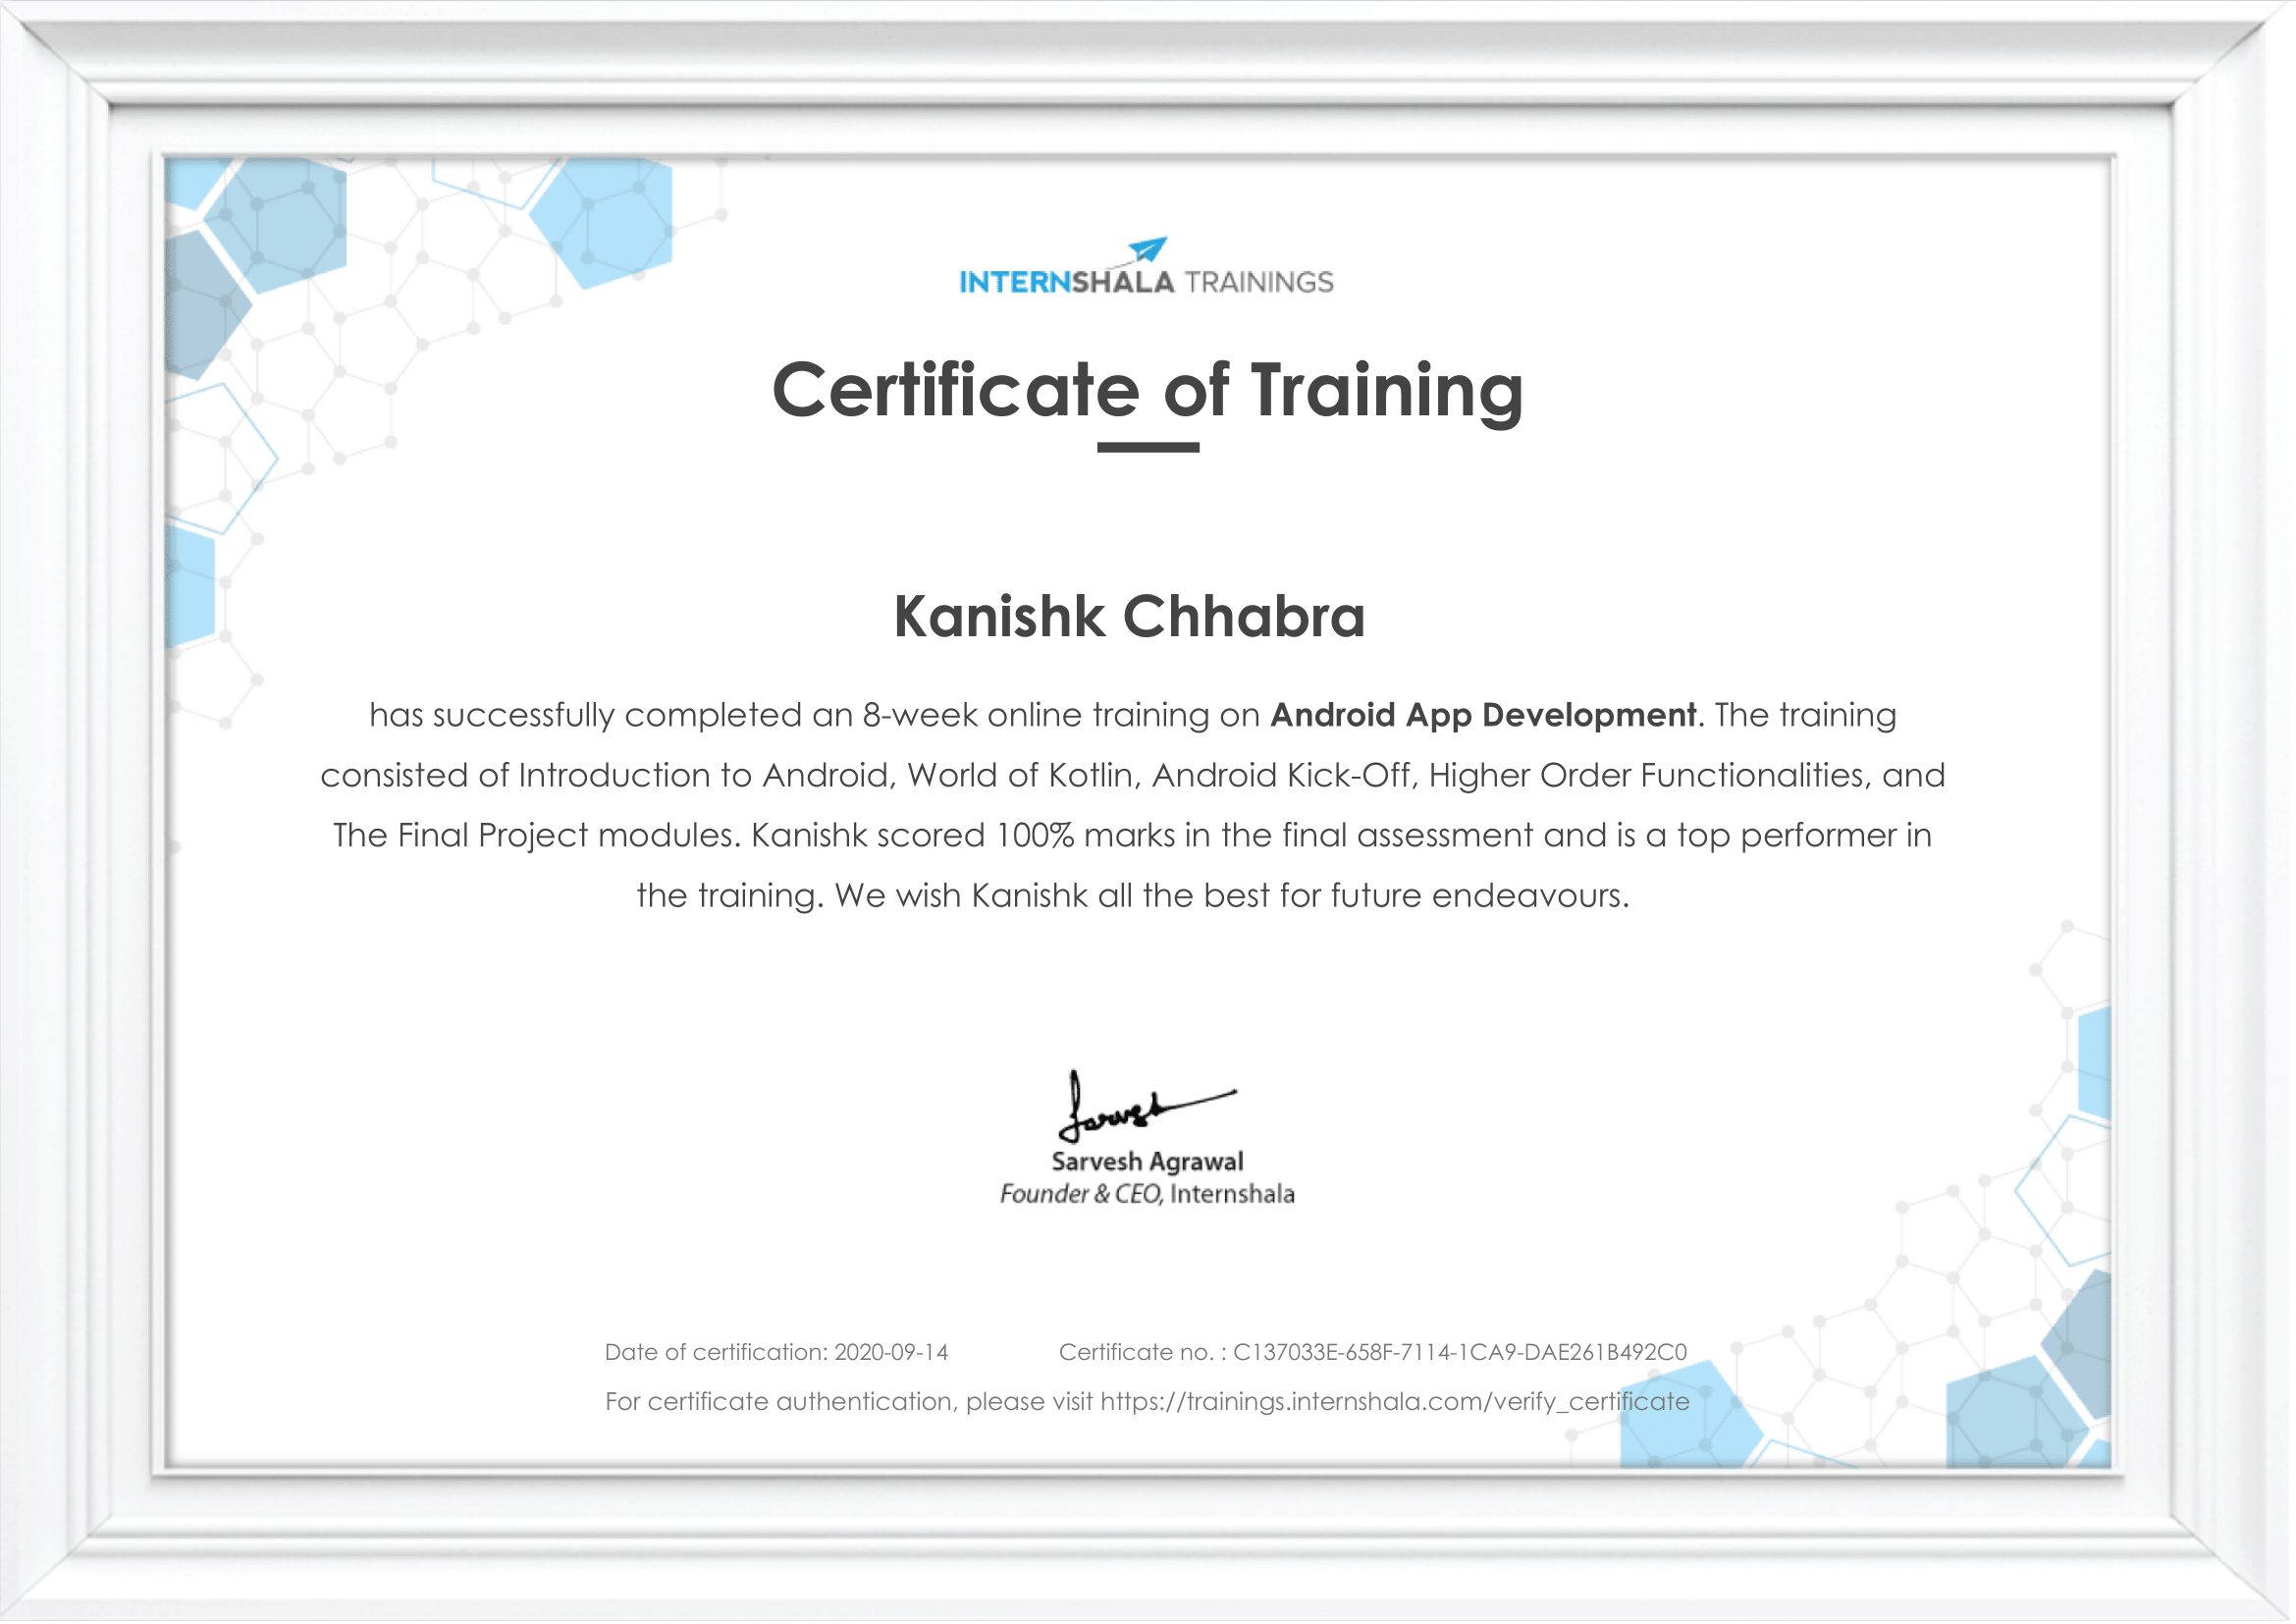 INTERNSHALA TRAININGS
Certificate of Training
Kanishk Chhabra
has successfully completed an 8-week online training on Android App Development. The training
consisted of Introduction to Android, World of Kotlin, Android Kick-Off, Higher Order Functionalities, and
The Final Project modules. Kanishk scored 100% marks in the final assessment and is a top performer in
the training. We wish Kanishk all the best for future endeavours.
Sarvesh
Sarvesh Agrawal
Founder & CEO, Internshala
Date of certification: 2020-09-14 Certificate no. : C137033E-658F-7114-1CA9-DAE261B492C0
For certificate authentication, please visit https://trainings.internshala.com/verify_certificate